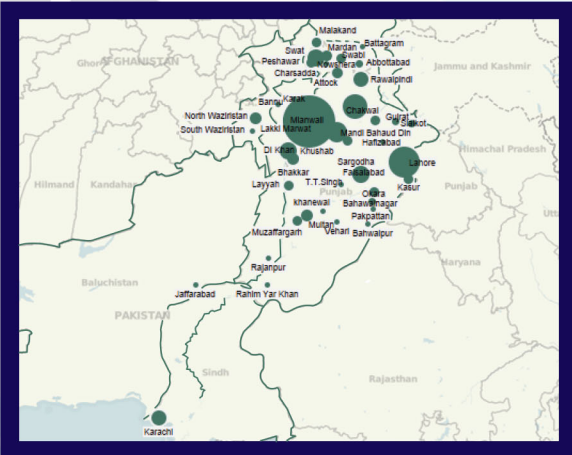 Malakand
Swat
Mardan
Battagram
Swabi
Peshawar
Nowshera
Abbottabad
Ghor
AFGHANISTAN
Charsadda
Jammu and Kashmir
Attock
Rawalpindi
Bannu
Karak
Chakwal
North Waziristan
Mianwali
Gujrat
Sialkot
South Waziristan
Lakki Marwat
Mandi Bahaud Din
Hafizabad
Himachal Pradesh
DI Khan
Khushab
Sargodha
Lahore
Bhakkar
Faisalabad
Hilmand
Kandahar
Layyah
T.T.Singh
Punjab
Kasur
Punjab
Okara
khanewal
Bahawalnagar
Pakpattan
Muzaffargarh
Multan
Vehari
Bahwalpur
Haryana
Rajanpur
Baluchistan
Jaffarabad
Rahim Yar Khan
PAKISTAN
Sindh
Rajasthan
Karachi